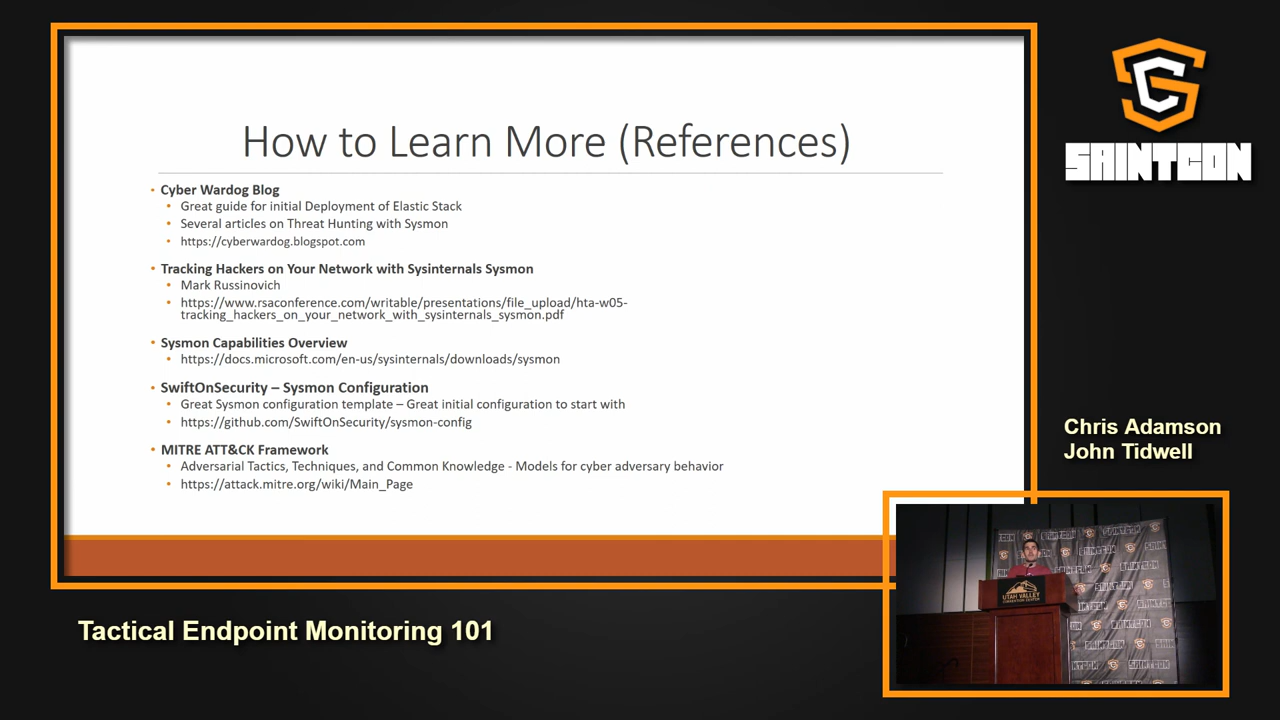 How to Learn More (References)
• Cyber Wardog Blog
• Great guide for initial Deployment of Elastic Stack
• Several articles on Threat Hunting with Sysmon
• https://cyberwardog.blogspot.com
• Tracking Hackers on Your Network with Sysinternals Sysmon
• Mark Russinovich
• https://www.rsaconference.com/writable/presentations/file_upload/hta-w05-
tracking_hackers_on_your_network_with_sysinternals_sysmon.pdf
• Sysmon Capabilities Overview
• https://docs.microsoft.com/en-us/sysinternals/downloads/sysmon
• SwiftOnSecurity – Sysmon Configuration
• Great Sysmon configuration template – Great initial configuration to start with
• https://github.com/SwiftOnSecurity/sysmon-config
• MITRE ATT&CK Framework
• Adversarial Tactics, Techniques, and Common Knowledge - Models for cyber adversary behavior
• https://attack.mitre.org/wiki/Main_Page
SAINTCON
Chris Adamson
John Tidwell
UTAH VALLEY
Tactical Endpoint Monitoring 101